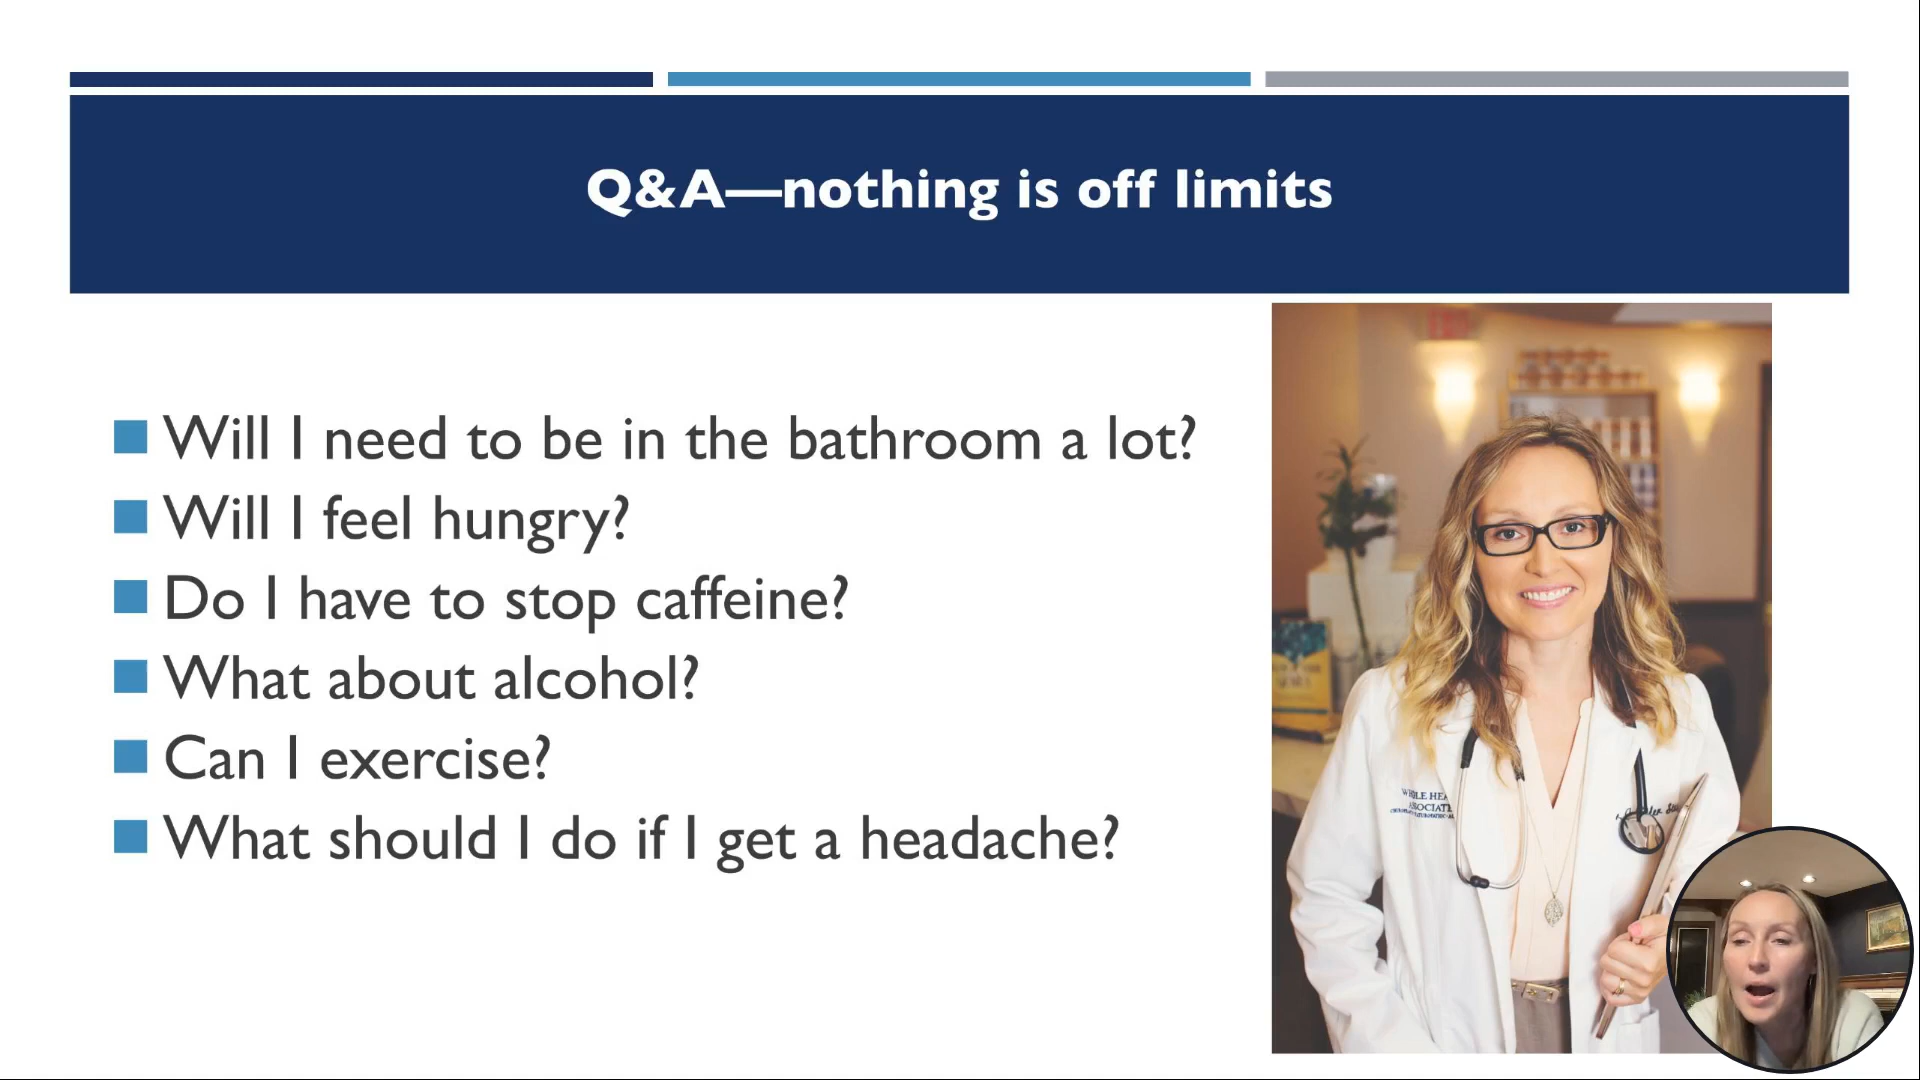 Q&A—nothing is off limits
Will I need to be in the bathroom a lot?
Will I feel hungry?
Do I have to stop caffeine?
What about alcohol?
Can I exercise?
What should I do if I get a headache?